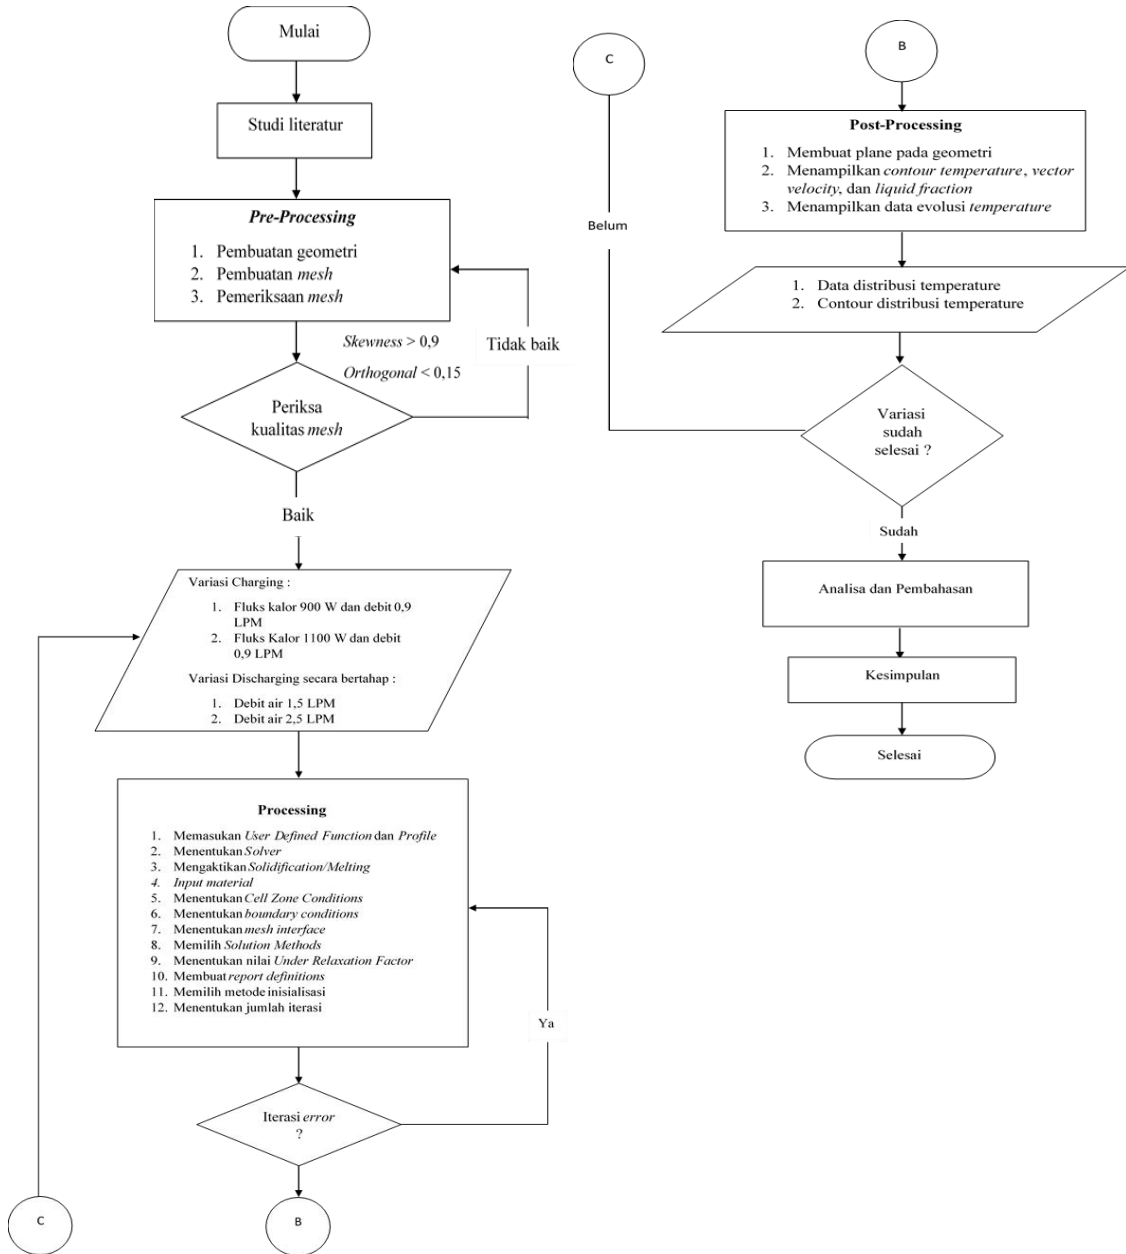 Mulai
Studi literatur
Pre-Processing
1. Pembuatan geometri
2. Pembuatan mesh
3. Pemeriksaan mesh
Skewness > 0,9
Orthogonal < 0,15
Tidak baik
Periksa
kualitas mesh
Baik
Variasi Charging :
1. Fluks kalor 900 W dan debit 0,9
LPM
2. Fluks Kalor 1100 W dan debit
0,9 LPM
Variasi Discharging secara bertahap :
1. Debit air 1,5 LPM
2. Debit air 2,5 LPM
Processing
1. Memasukan User Defined Function dan Profile
2. Menentukan Solver
3. Mengaktikan Solidification/Melting
4. Input material
5. Menentukan Cell Zone Conditions
6. Menentukan boundary conditions
7. Menentukan mesh interface
8. Memilih Solution Methods
9. Menentukan nilai Under Relaxation Factor
10. Membuat report definitions
11. Memilih metode inisialisasi
12. Menentukan jumlah iterasi
Ya
Iterasi error
?
C
B
C
B
Post-Processing
1. Membuat plane pada geometri
2. Menampilkan contour temperature, vector
velocity, dan liquid fraction
3. Menampilkan data evolusi temperature
Belum
1. Data distribusi temperature
2. Contour distribusi temperature
Variasi
sudah
selesai ?
Sudah
Analisa dan Pembahasan
Kesimpulan
Selesai